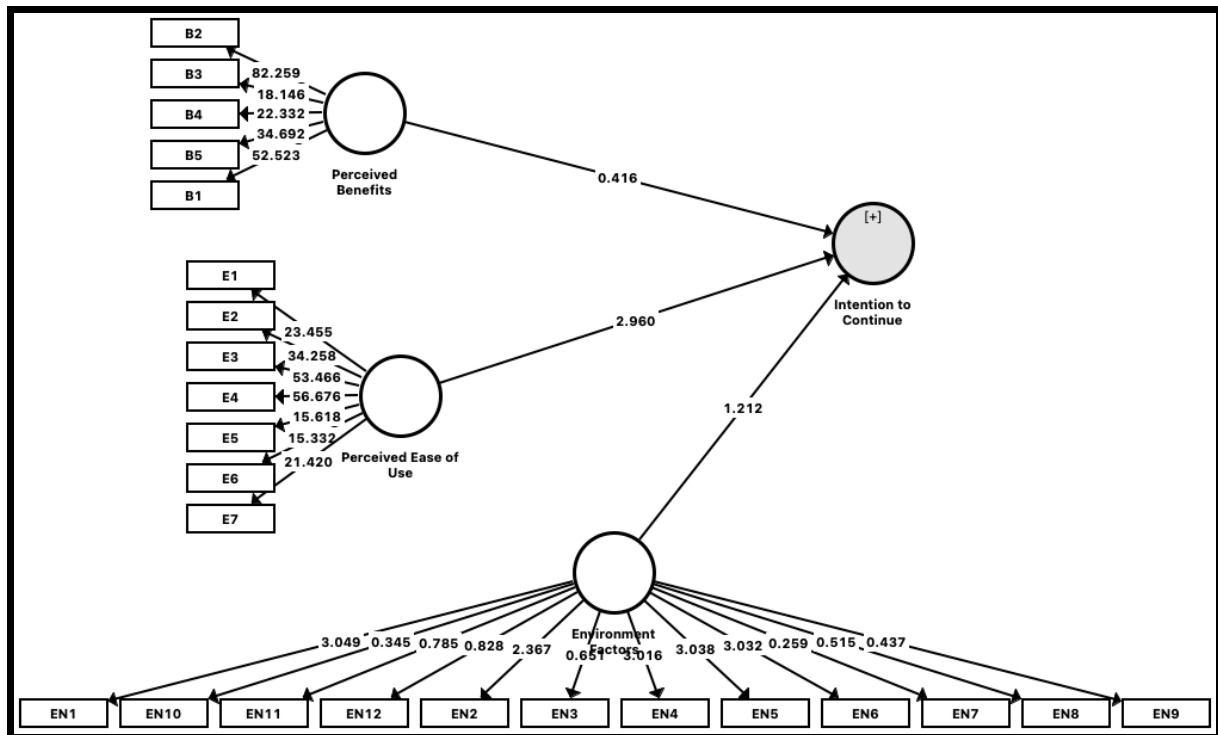 B2
B3
B4
B5
B1
82.259
18.146
22.332
34.692
52.523
Perceived
Benefits
0.416
[+]
Intention to
Continue
E1
E2
E3
E4
E5
E6
E7
23.455
34.258
53.466
56.676
15.618
15.332
21.420
Perceived Ease of
Use
2.960
1.212
Environment
Factors
3.049
0.345
0.785
0.828
2.367
0.651
3.016
3.038
3.032
0.259
0.515
0.437
EN1
EN10
EN11
EN12
EN2
EN3
EN4
EN5
EN6
EN7
EN8
EN9